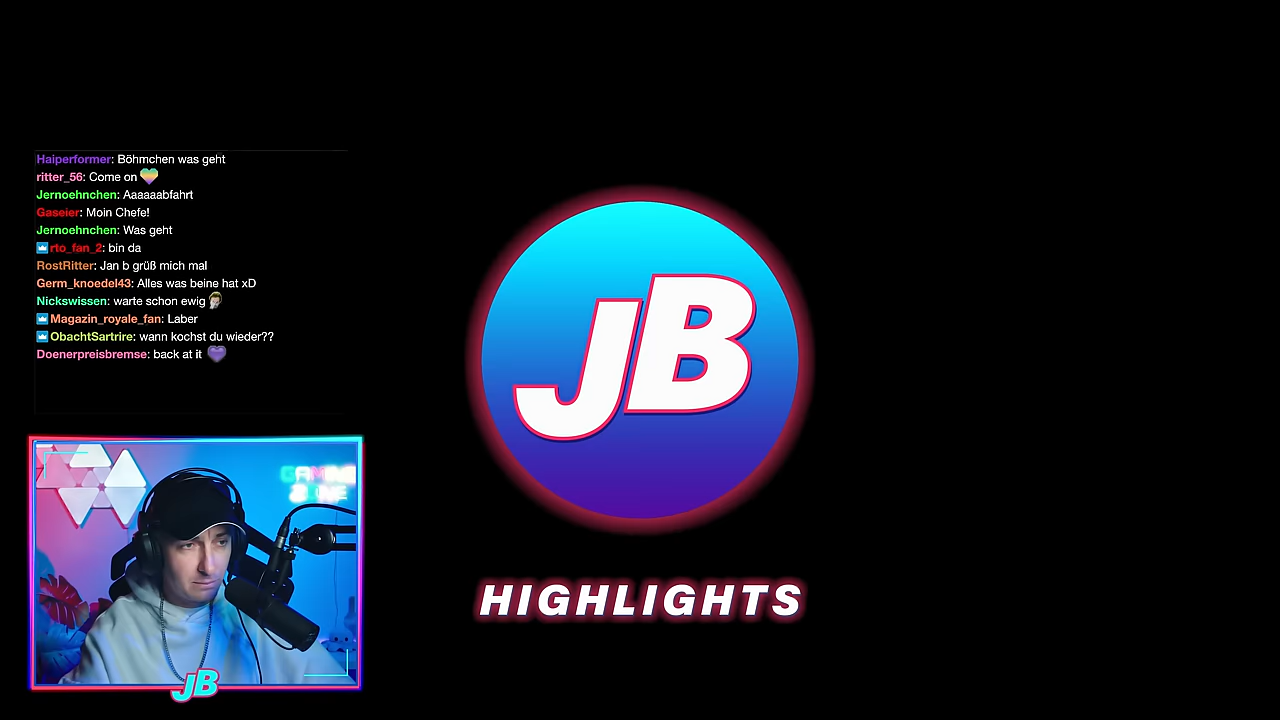 Haiperformer: Böhmchen was geht
ritter_56: Come on
Jernoehnchen: Aaaaaabfahrt
Gaseier: Moin Chefe!
Jernoehnchen: Was geht
rto_fan_2: bin da
RostRitter: Jan b grüß mich mal
Germ_knoedel43: Alles was beine hat xD
Nickswissen: warte schon ewig
Magazin_royale_fan: Laber
ObachtSartrire: wann kochst du wieder??
Doenerpreisbremse: back at it
JB
HIGHLIGHTS
GAMING
ZONE
JB